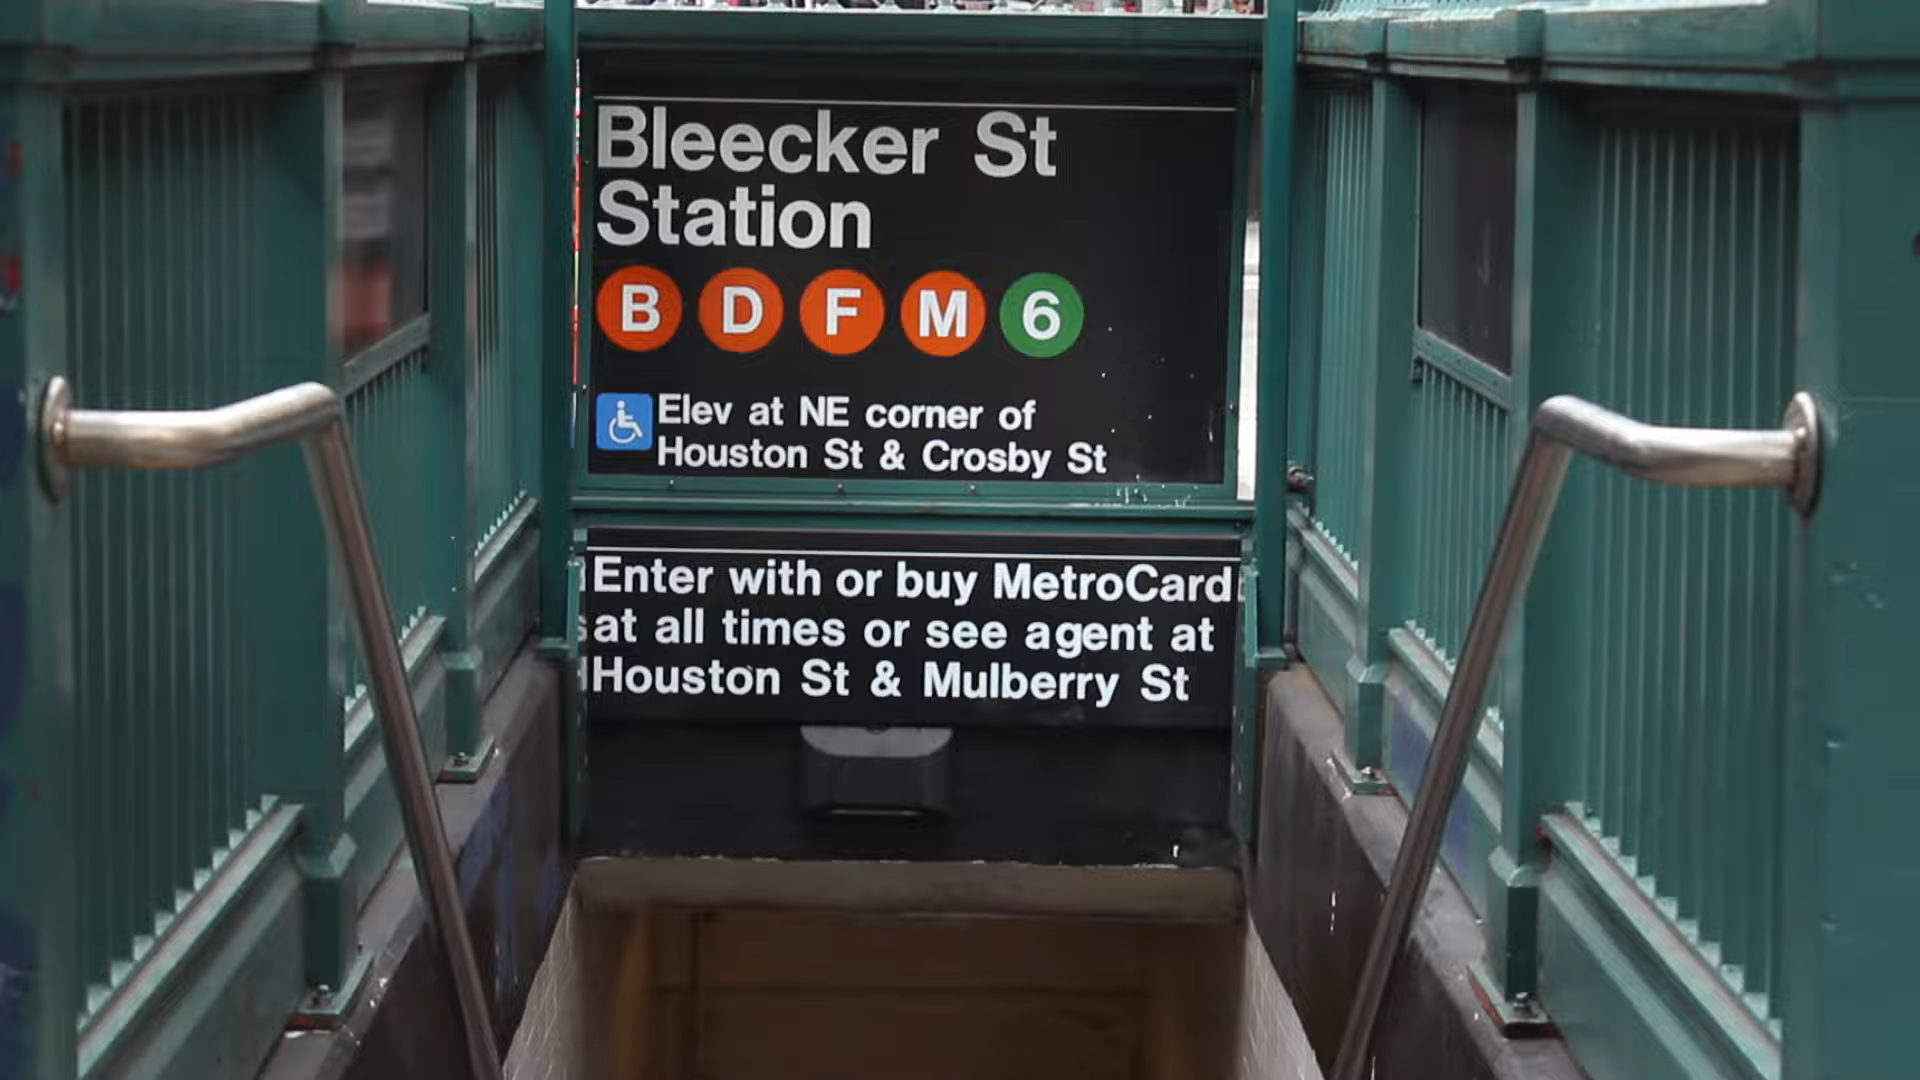 Bleecker St
Station
B D F M 6
Elev at NE corner of
Houston St & Crosby St
Enter with or buy MetroCard
at all times or see agent at
Houston St & Mulberry St